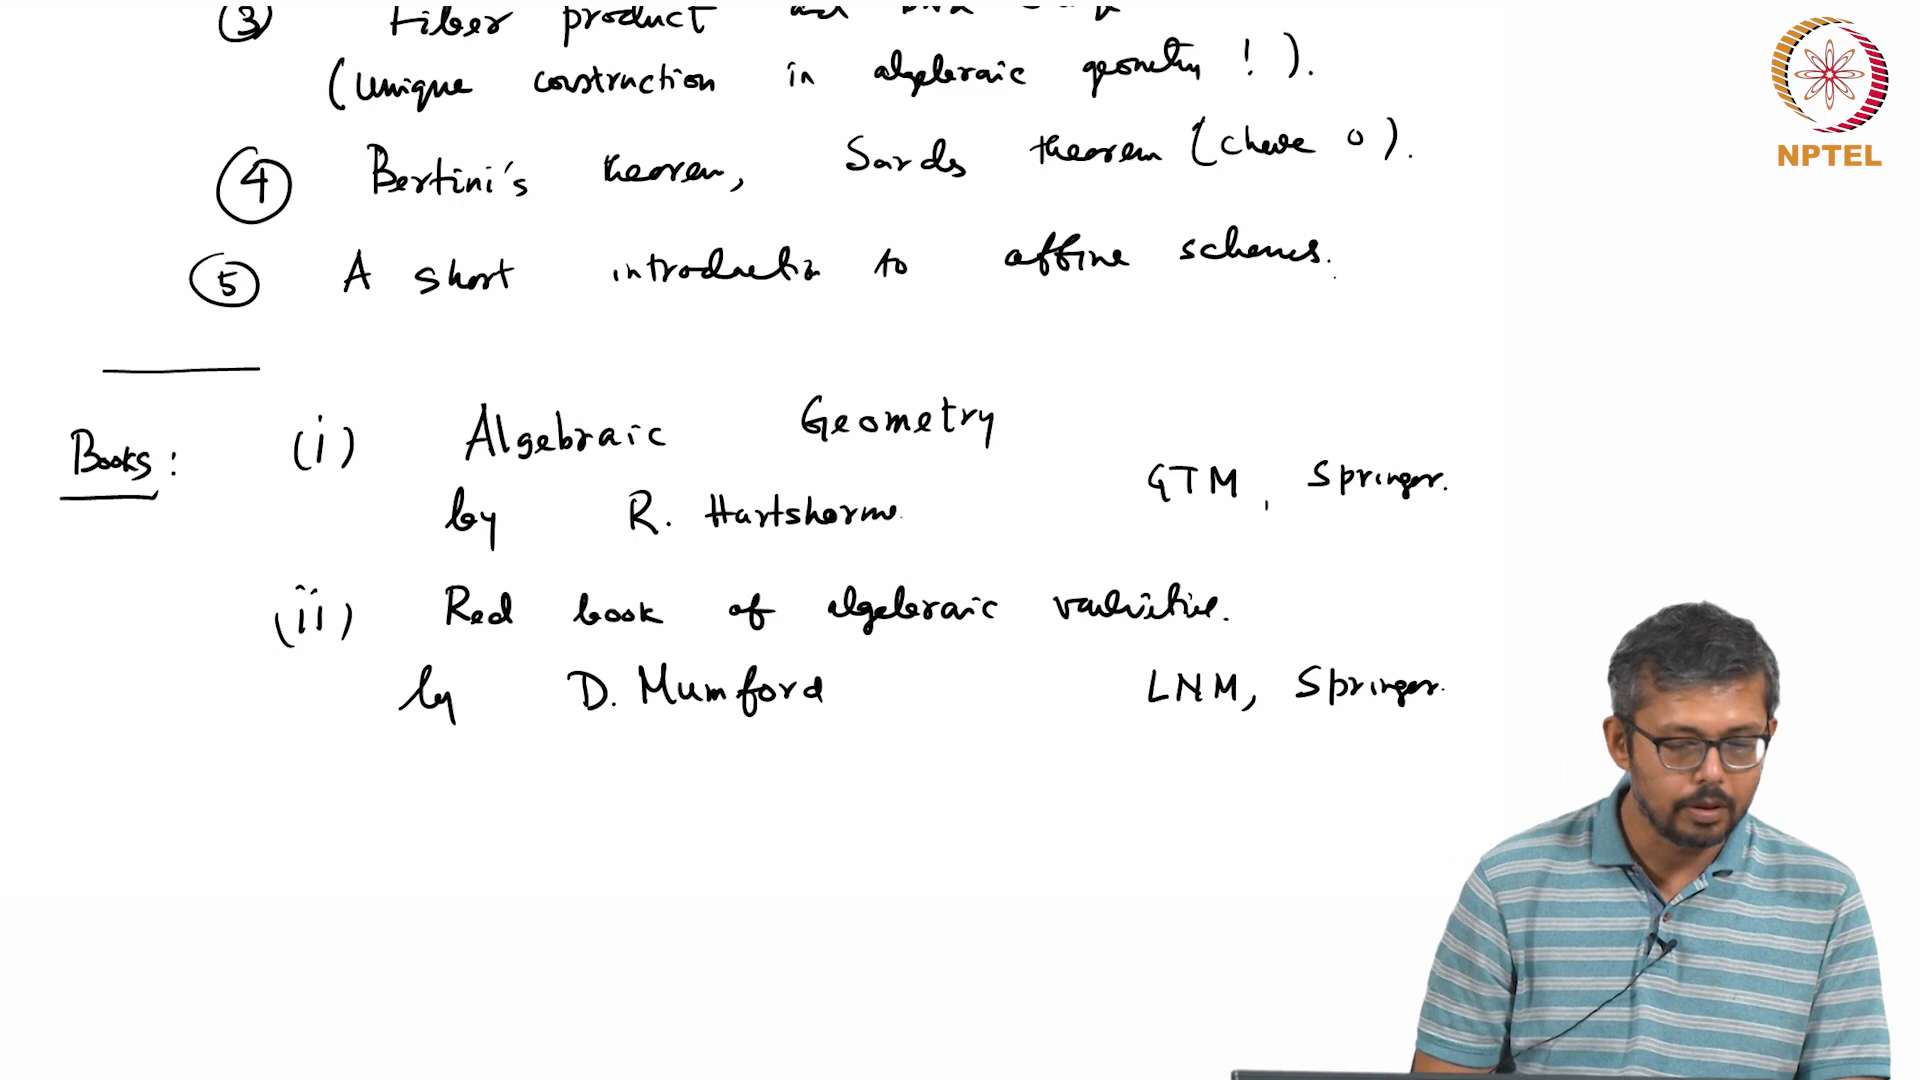 (3) Fiber product
(Unique construction in algebraic geometry !).
(4) Bertini's theorem, Sards theorem (char 0).
(5) A short introduction to affine schemes.
Books: (i) Algebraic Geometry
by R. Hartshorne GTM, Springer.
(ii) Red book of algebraic varieties.
by D. Mumford LNM, Springer.
NPTEL